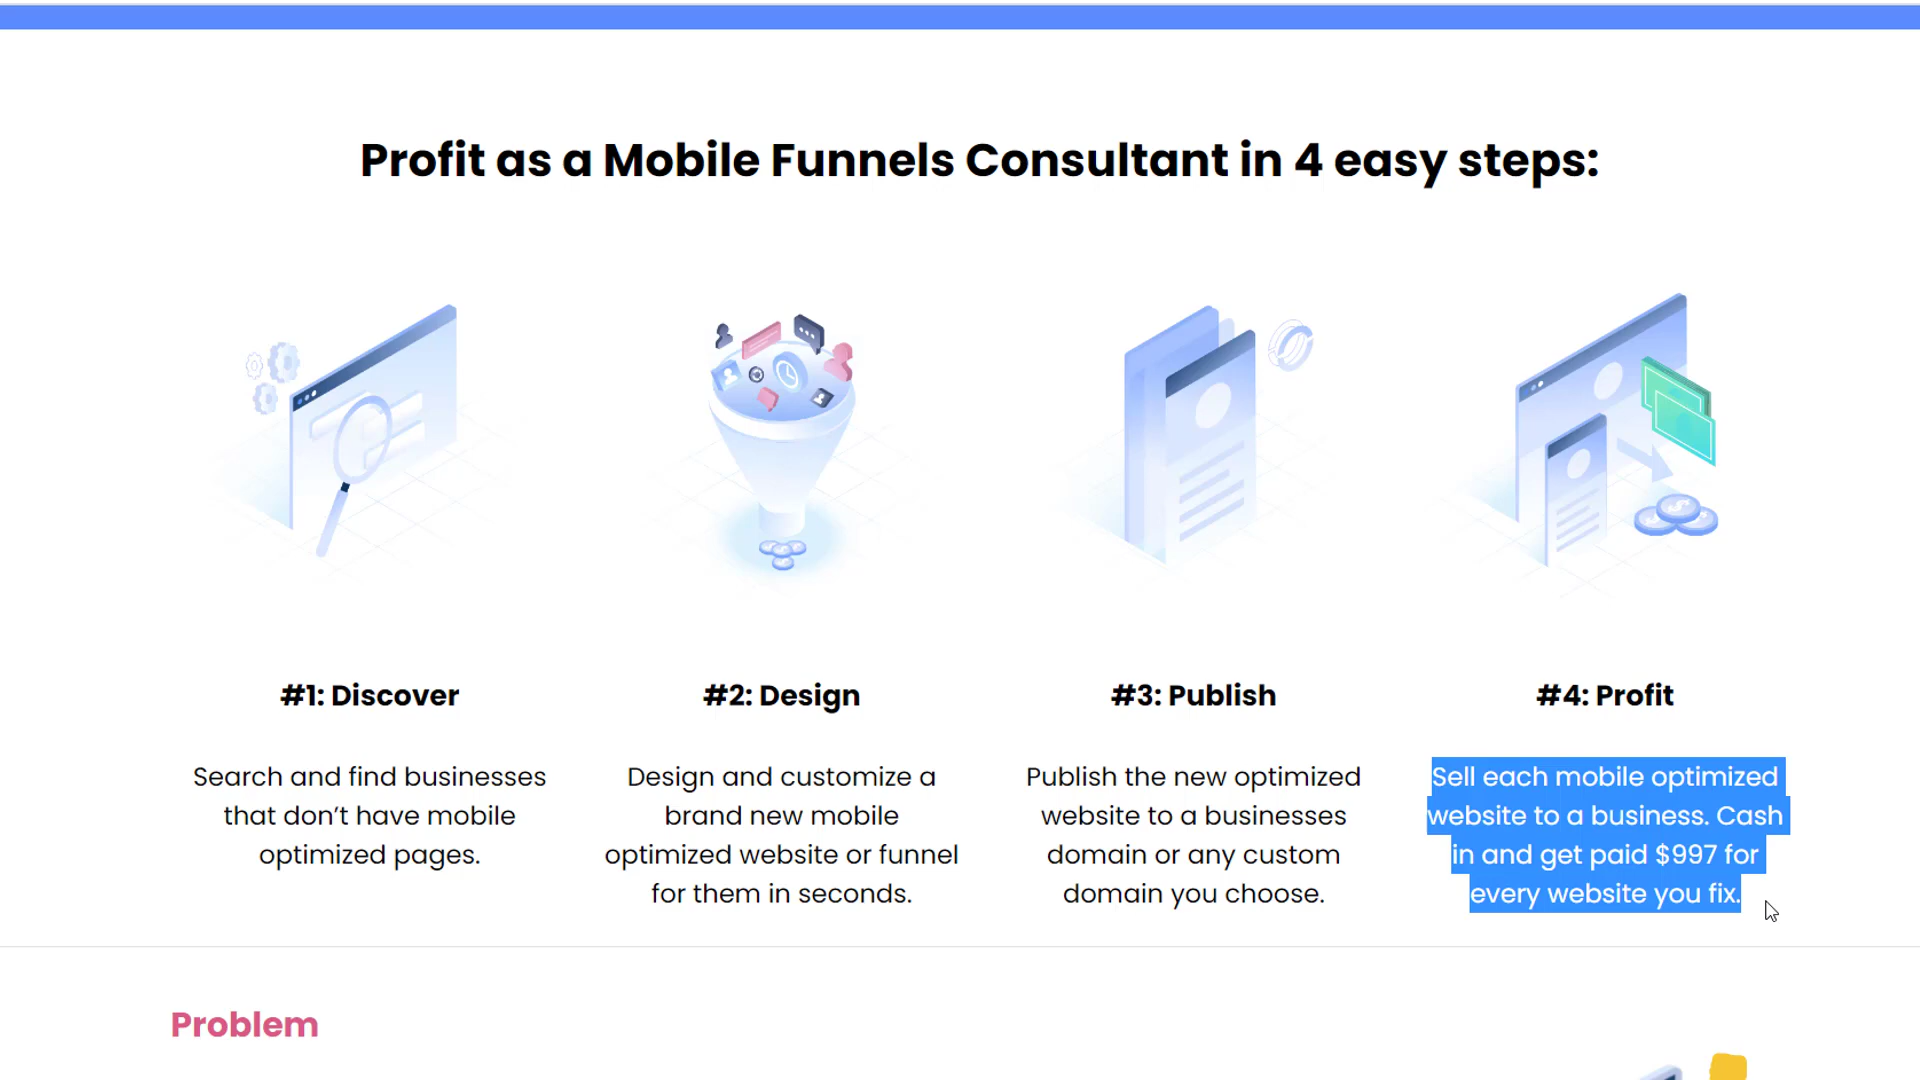 Profit as a Mobile Funnels Consultant in 4 easy steps:
#1: Discover
Search and find businesses
that don’t have mobile
optimized pages.
#2: Design
Design and customize a
brand new mobile
optimized website or funnel
for them in seconds.
#3: Publish
Publish the new optimized
website to a businesses
domain or any custom
domain you choose.
#4: Profit
Sell each mobile optimized
website to a business. Cash
in and get paid $997 for
every website you fix.
Problem